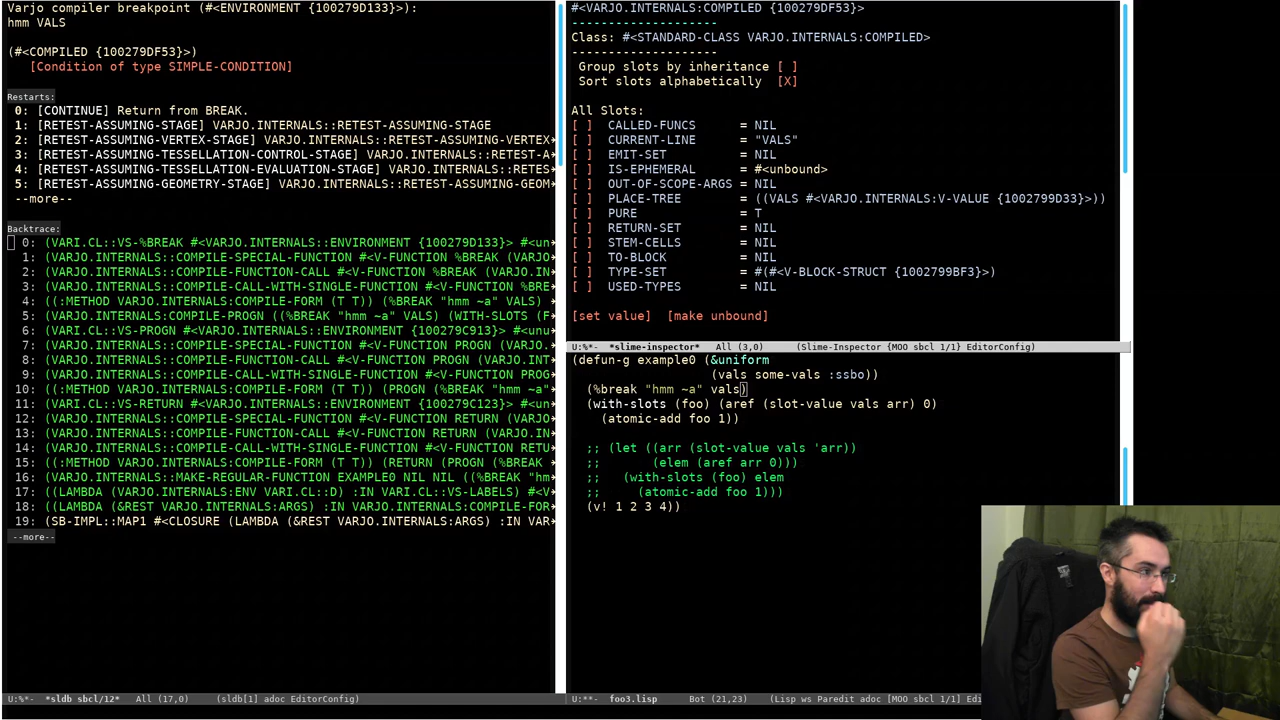 Varjo compiler breakpoint (#<ENVIRONMENT {100279D133}>):
hmm VALS
(#<COMPILED {100279DF53}>)
[Condition of type SIMPLE-CONDITION]
Restarts:
0: [CONTINUE] Return from BREAK.
1: [RETEST-ASSUMING-STAGE] VARJO.INTERNALS::RETEST-ASSUMING-STAGE
2: [RETEST-ASSUMING-VERTEX-STAGE] VARJO.INTERNALS::RETEST-ASSUMING-VERTEX
3: [RETEST-ASSUMING-TESSELLATION-CONTROL-STAGE] VARJO.INTERNALS::RETEST-A
4: [RETEST-ASSUMING-TESSELLATION-EVALUATION-STAGE] VARJO.INTERNALS::RETES
5: [RETEST-ASSUMING-GEOMETRY-STAGE] VARJO.INTERNALS::RETEST-ASSUMING-GEOM
--more--
Backtrace:
0: (VARI.CL::VS-%BREAK #<VARJO.INTERNALS::ENVIRONMENT {100279D133}> #<un
1: (VARJO.INTERNALS::COMPILE-SPECIAL-FUNCTION #<V-FUNCTION %BREAK (VARJO
2: (VARJO.INTERNALS::COMPILE-FUNCTION-CALL #<V-FUNCTION %BREAK (VARJO.IN
3: (VARJO.INTERNALS::COMPILE-CALL-WITH-SINGLE-FUNCTION #<V-FUNCTION %BRE
4: ((:METHOD VARJO.INTERNALS:COMPILE-FORM (T T)) (%BREAK "hmm ~a" VALS)
5: (VARJO.INTERNALS:COMPILE-PROGN ((%BREAK "hmm ~a" VALS) (WITH-SLOTS (F
6: (VARI.CL::VS-PROGN #<VARJO.INTERNALS::ENVIRONMENT {100279C913}> #<unu
7: (VARJO.INTERNALS::COMPILE-SPECIAL-FUNCTION #<V-FUNCTION PROGN (VARJO.
8: (VARJO.INTERNALS::COMPILE-FUNCTION-CALL #<V-FUNCTION PROGN (VARJO.INT
9: (VARJO.INTERNALS::COMPILE-CALL-WITH-SINGLE-FUNCTION #<V-FUNCTION PROG
10: ((:METHOD VARJO.INTERNALS:COMPILE-FORM (T T)) (PROGN (%BREAK "hmm ~a"
11: (VARI.CL::VS-RETURN #<VARJO.INTERNALS::ENVIRONMENT {100279C123}> #<un
12: (VARJO.INTERNALS::COMPILE-SPECIAL-FUNCTION #<V-FUNCTION RETURN (VARJO
13: (VARJO.INTERNALS::COMPILE-FUNCTION-CALL #<V-FUNCTION RETURN (VARJO.IN
14: (VARJO.INTERNALS::COMPILE-CALL-WITH-SINGLE-FUNCTION #<V-FUNCTION RETU
15: ((:METHOD VARJO.INTERNALS:COMPILE-FORM (T T)) (RETURN (PROGN (%BREAK
16: (VARJO.INTERNALS::MAKE-REGULAR-FUNCTION EXAMPLE0 NIL NIL ((%BREAK "hm
17: ((LAMBDA (VARJO.INTERNALS:ENV VARI.CL::D) :IN VARI.CL::VS-LABELS) #<V
18: ((LAMBDA (&REST VARJO.INTERNALS:ARGS) :IN VARJO.INTERNALS:COMPILE-FOR
19: (SB-IMPL::MAP1 #<CLOSURE (LAMBDA (&REST VARJO.INTERNALS:ARGS) :IN VAR
--more--
U:%*- *sldb sbcl/12* All (17,0) (sldb[1] adoc EditorConfig)
#<VARJO.INTERNALS:COMPILED {100279DF53}>
--------------------
Class: #<STANDARD-CLASS VARJO.INTERNALS:COMPILED>
--------------------
Group slots by inheritance [ ]
Sort slots alphabetically [X]
All Slots:
[ ] CALLED-FUNCS = NIL
[ ] CURRENT-LINE = "VALS"
[ ] EMIT-SET = NIL
[ ] IS-EPHEMERAL = #<unbound>
[ ] OUT-OF-SCOPE-ARGS = NIL
[ ] PLACE-TREE = ((VALS #<VARJO.INTERNALS:V-VALUE {1002799D33}>))
[ ] PURE = T
[ ] RETURN-SET = NIL
[ ] STEM-CELLS = NIL
[ ] TO-BLOCK = NIL
[ ] TYPE-SET = #(#<V-BLOCK-STRUCT {1002799BF3}>)
[ ] USED-TYPES = NIL
[set value] [make unbound]
U:%*- *slime-inspector* All (3,0) (Slime-Inspector {MOO sbcl 1/1} EditorConfig)
(defun-g example0 (&uniform
(vals some-vals :ssbo))
(%break "hmm ~a" vals)
(with-slots (foo) (aref (slot-value vals arr) 0)
(atomic-add foo 1))
;; (let ((arr (slot-value vals 'arr))
;; (elem (aref arr 0)))
;; (with-slots (foo) elem
;; (atomic-add foo 1)))
(v! 1 2 3 4))
U:**- foo3.lisp Bot (21,23) (Lisp ws Paredit adoc [MOO sbcl 1/1] Edi